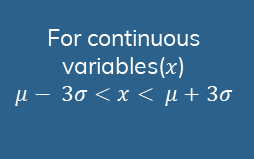 For continuous
variables(𝑥)
𝜇 − 3𝜎 < 𝑥 < 𝜇 + 3𝜎